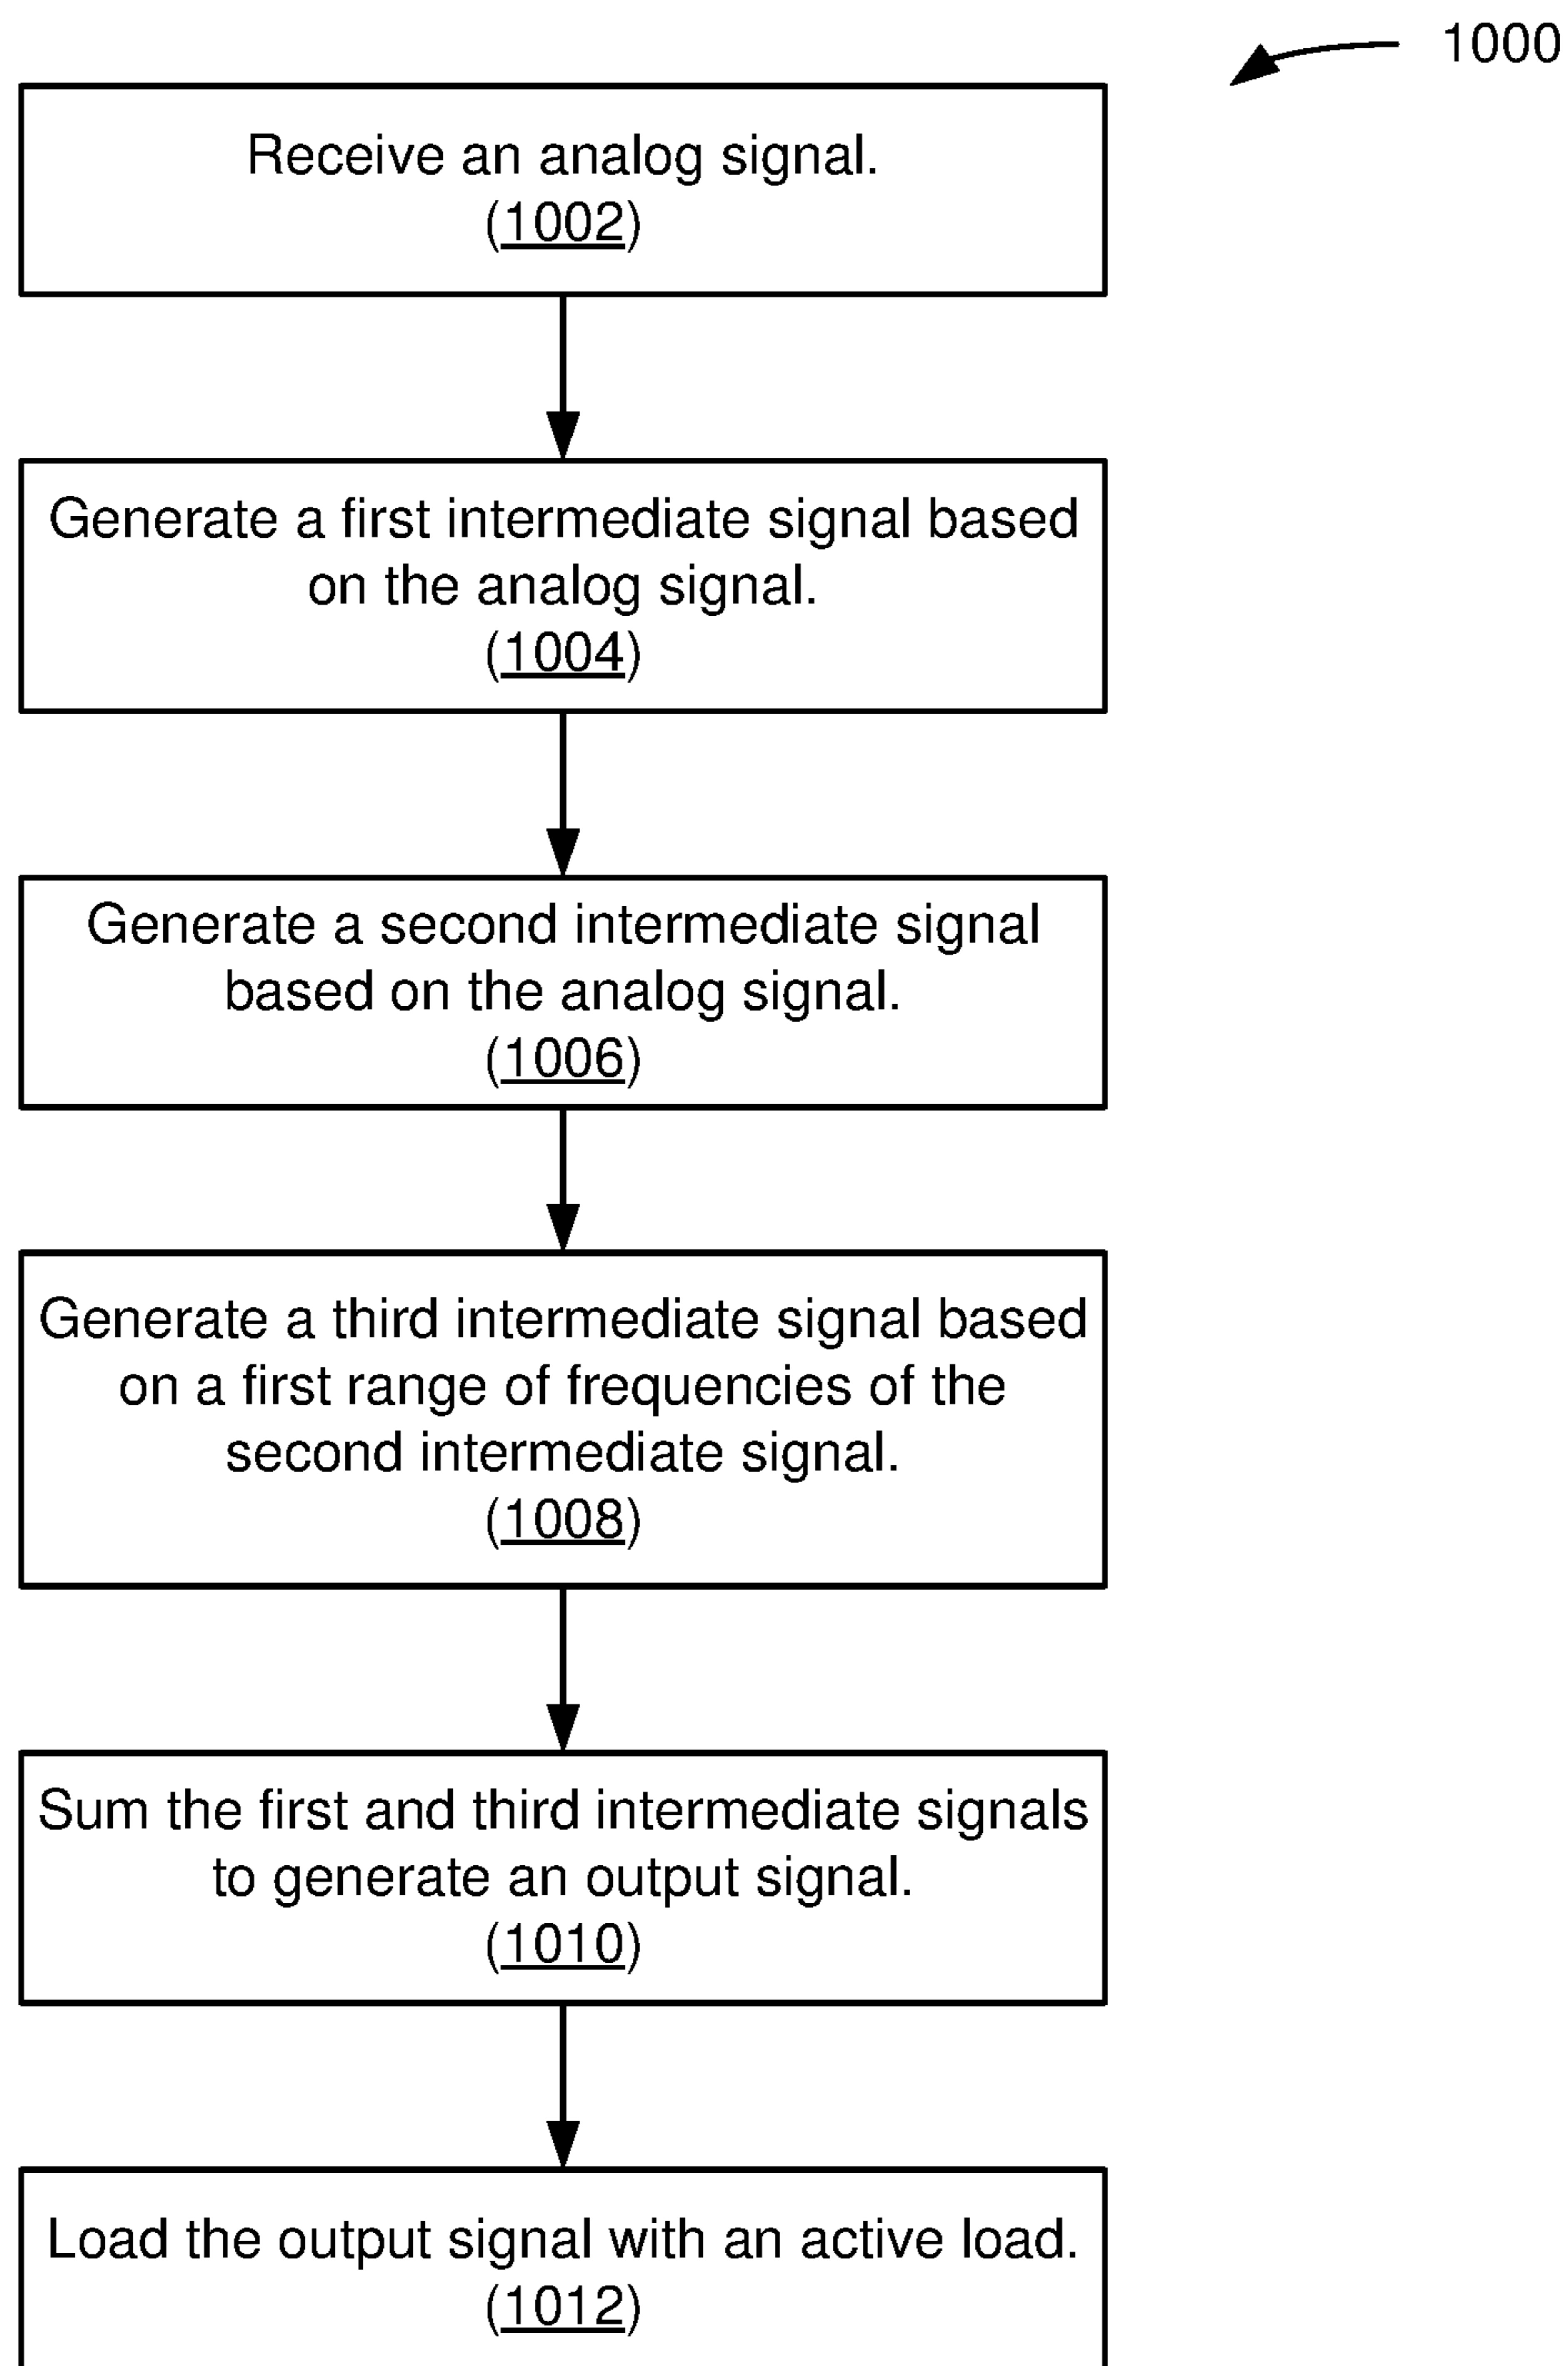 1000
Receive an analog signal.
(1002)
Generate a first intermediate signal based
on the analog signal.
(1004)
Generate a second intermediate signal
based on the analog signal.
(1006)
Generate a third intermediate signal based
on a first range of frequencies of the
second intermediate signal.
(1008)
Sum the first and third intermediate signals
to generate an output signal.
(1010)
Load the output signal with an active load.
(1012)